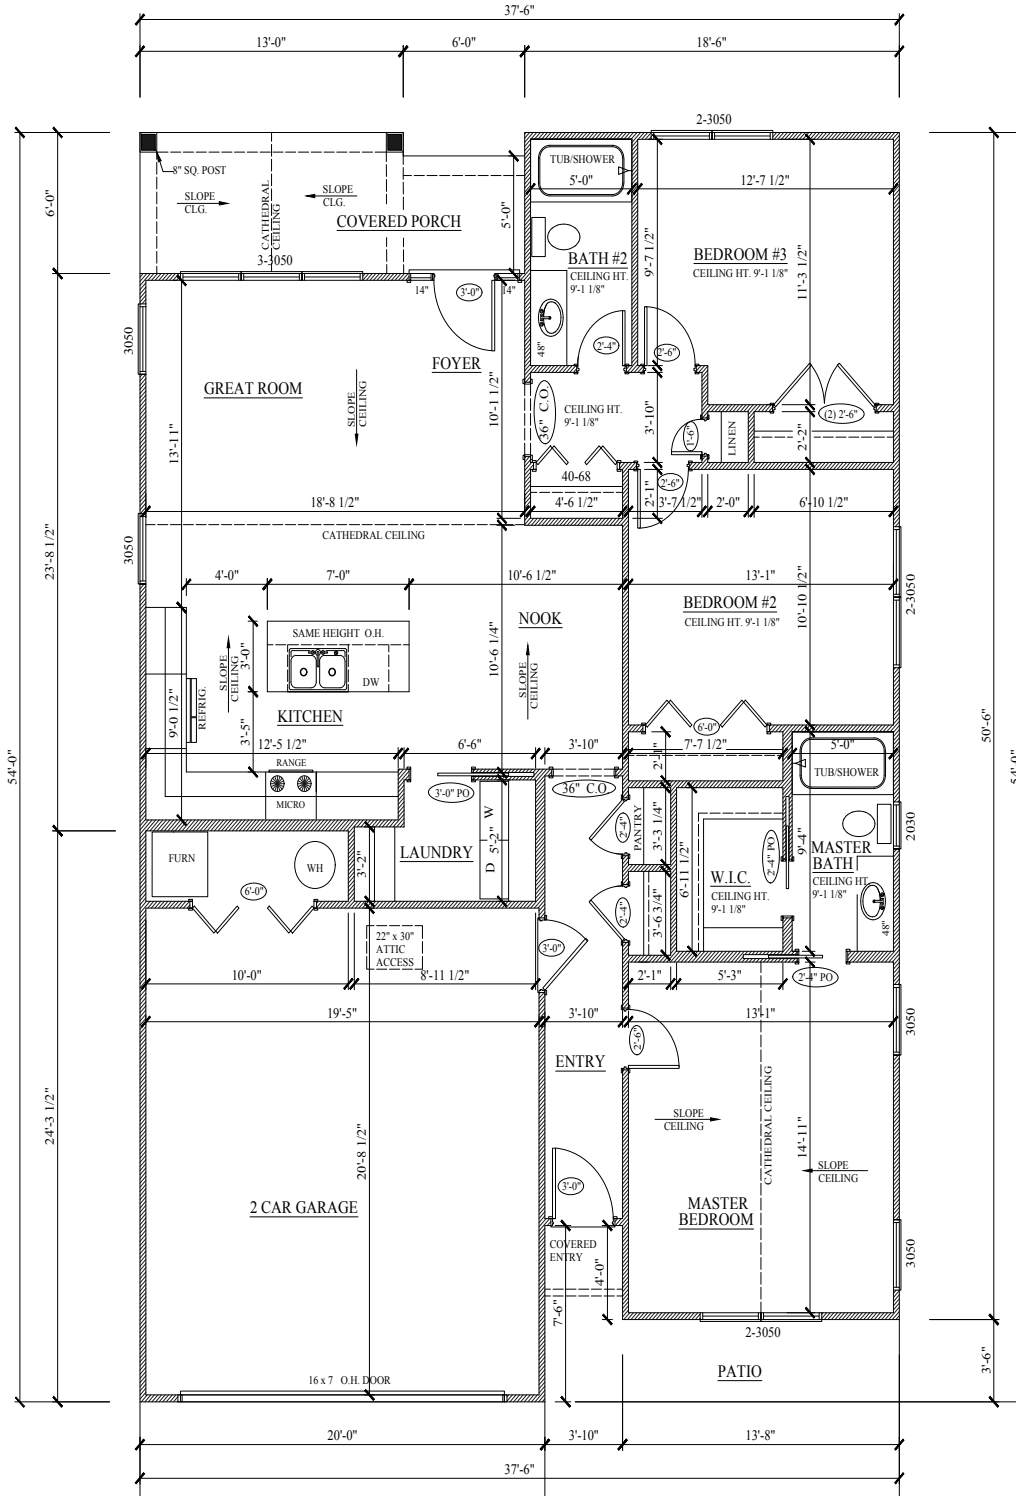 37'-6"
13'-0"
6'-0"
18'-6"
2-3050
8" SQ. POST
TUB/SHOWER
5'-0"
12'-7 1/2"
SLOPE
CLG.
SLOPE
CLG.
CATHEDRAL
CEILING
COVERED PORCH
6'-0"
5'-0"
9'-7 1/2"
BATH #2
CEILING HT.
9'-1 1/8"
BEDROOM #3
CEILING HT. 9'-1 1/8"
11'-3 1/2"
3-3050
14"
3'-0"
14"
3050
48"
2'-4"
2'-6"
FOYER
GREAT ROOM
SLOPE
CEILING
10'-1 1/2"
36" C.O.
CEILING HT.
9'-1 1/8"
3'-10"
1'-6"
LINEN
(2) 2'-6"
2'-2"
13'-11"
40-68
2'-6"
2'-1"
18'-8 1/2"
4'-6 1/2"
3'-7 1/2"
2'-0"
6'-10 1/2"
CATHEDRAL CEILING
3050
23'-8 1/2"
4'-0"
7'-0"
10'-6 1/2"
13'-1"
10'-10 1/2"
2-3050
NOOK
BEDROOM #2
CEILING HT. 9'-1 1/8"
SAME HEIGHT O.H.
DW
SLOPE
CEILING
3'-0"
10'-6 1/4"
SLOPE
CEILING
REFRIG.
9'-0 1/2"
KITCHEN
3'-5"
6'-0"
12'-5 1/2"
6'-6"
3'-10"
7'-7 1/2"
5'-0"
2'-1"
RANGE
MICRO
3'-0" PO
36" C.O.
TUB/SHOWER
54'-0"
50'-6"
54'-0"
W
D
5'-2"
LAUNDRY
3'-2"
2'-4"
PANTRY
3'-3 1/4"
2'-4" PO
9'-4"
2030
MASTER
BATH
CEILING HT.
9'-1 1/8"
FURN
WH
6'-0"
6'-11 1/2"
W.I.C.
CEILING HT.
9'-1 1/8"
2'-4"
3'-6 3/4"
48"
22" x 30"
ATTIC
ACCESS
3'-0"
10'-0"
8'-11 1/2"
2'-1"
5'-3"
2'-4" PO
19'-5"
3'-10"
13'-1"
3050
2'-6"
ENTRY
24'-3 1/2"
20'-8 1/2"
SLOPE
CEILING
CATHEDRAL CEILING
14'-11"
SLOPE
CEILING
3'-0"
2 CAR GARAGE
MASTER
BEDROOM
COVERED
ENTRY
4'-0"
7'-6"
3050
2-3050
PATIO
3'-6"
16 x 7 O.H. DOOR
20'-0"
3'-10"
13'-8"
37'-6"